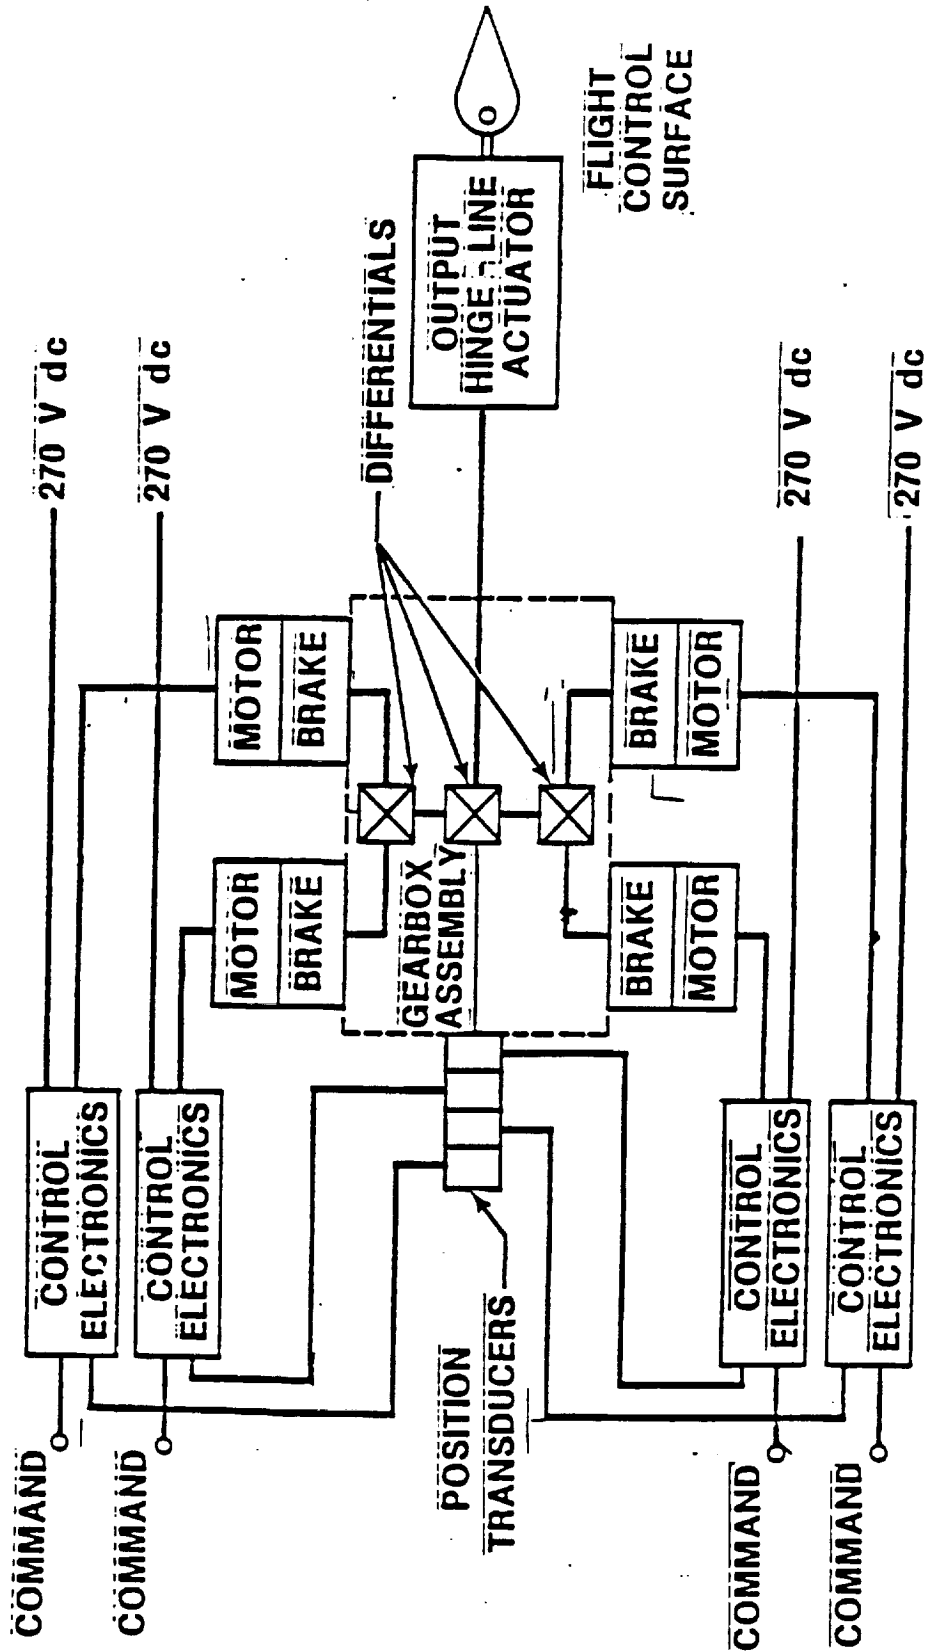 COMMAND
COMMAND
CONTROL
ELECTRONICS
CONTROL
ELECTRONICS
270 V dc
270 V dc
MOTOR
BRAKE
MOTOR
BRAKE
DIFFERENTIALS
GEARBOX
ASSEMBLY
OUTPUT
HINGE-LINE
ACTUATOR
FLIGHT
CONTROL
SURFACE
POSITION
TRANSDUCERS
BRAKE
MOTOR
BRAKE
MOTOR
270 V dc
270 V dc
CONTROL
ELECTRONICS
CONTROL
ELECTRONICS
COMMAND
COMMAND